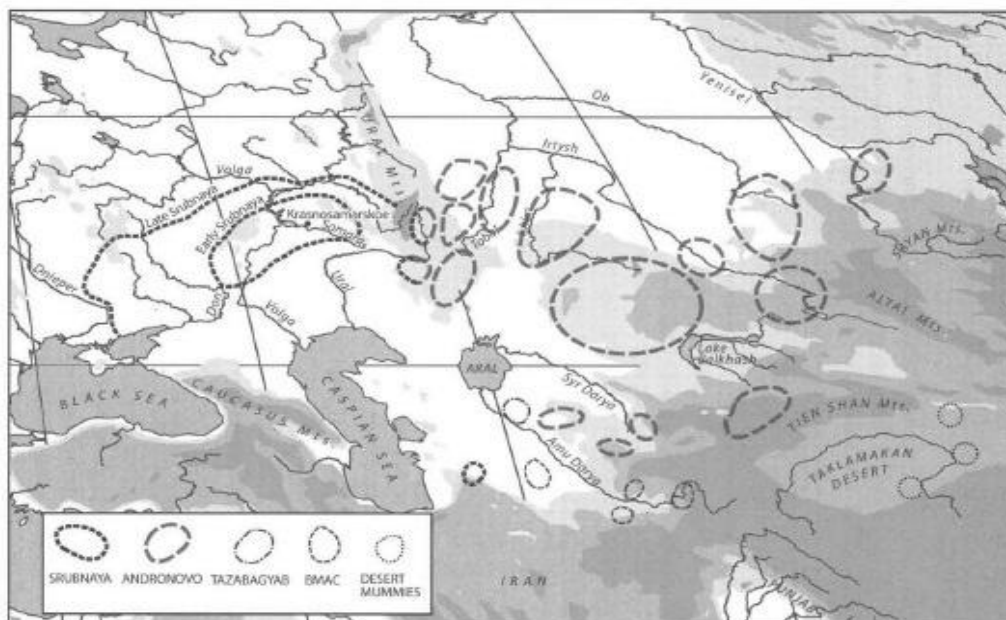 Yenisei
Ob
Irtysh
URAL Mts
Volga
Late Srubnaya
Early Srubnaya
Krasnosamarskoe
Samara
Tobol
SAYAN Mts.
Dnieper
Don
Volga
Ural
ALTAI Mts.
Lake
Balkhash
ARAL
Syr Darya
BLACK SEA
CAUCASUS Mts.
CASPIAN SEA
TIEN SHAN Mts.
Amu Darya
TAKLAMAKAN
DESERT
IRAN
PUNJAB
SRUBNAYA
ANDRONOVO
TAZABAGYAB
BMAC
DESERT
MUMMIES